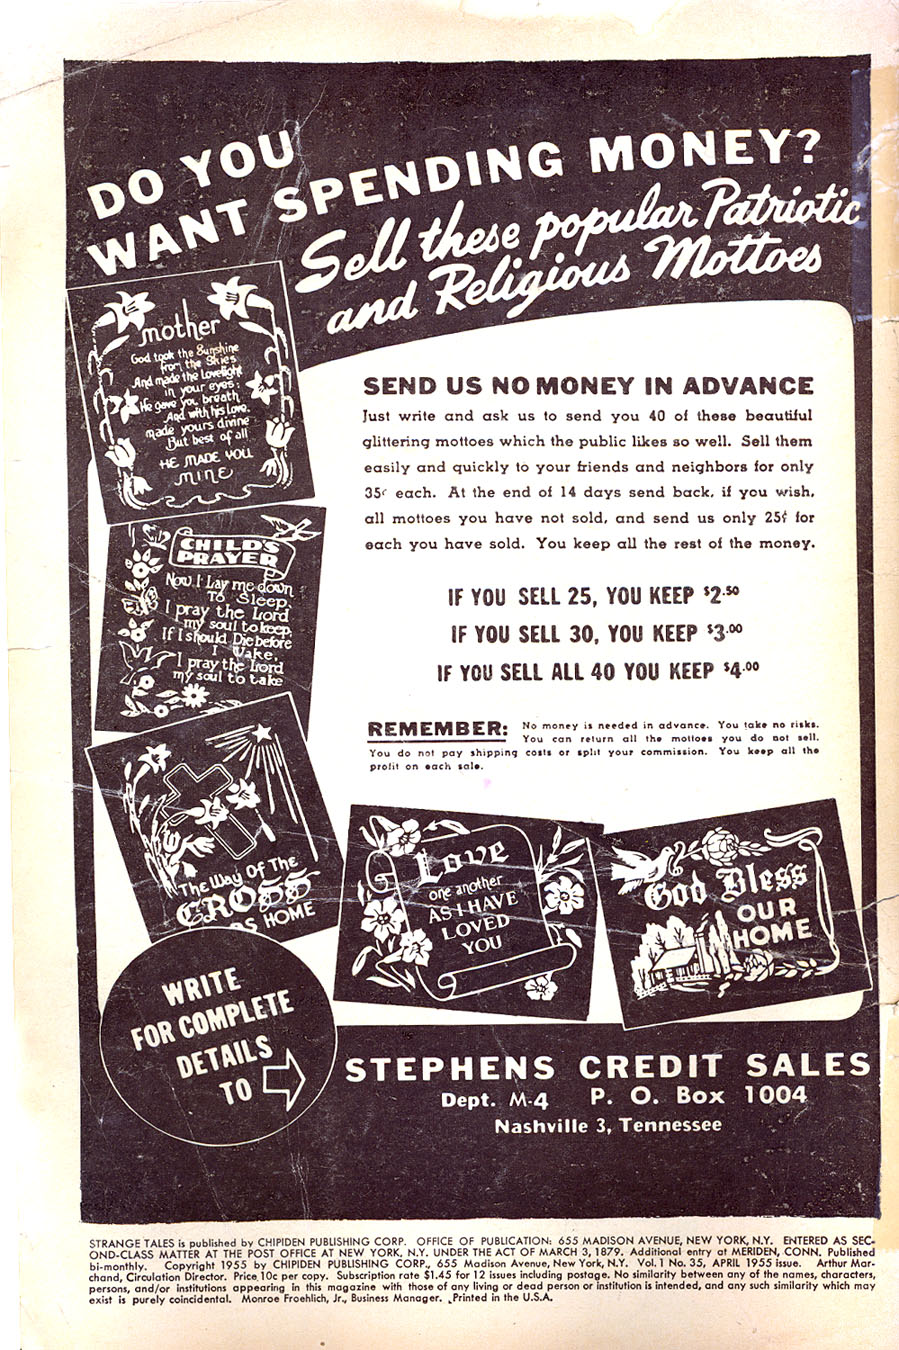 DO YOU
WANT SPENDING MONEY?
Sell these popular Patriotic
and Religious Mottoes
mother
God took the Sunshine
from the Skies
And made the Lovelight
in your eyes;
He gave you breath
And with his love,
made yours divine
But best of all
HE MADE YOU
MINE
CHILD'S
PRAYER
Now I Lay me down
To Sleep,
I pray the Lord
my soul to keep,
If I should Die before
I Wake,
I pray the Lord
my soul to take
The Way Of The
CROSS
HOME
SEND US NO MONEY IN ADVANCE
Just write and ask us to send you 40 of these beautiful
glittering mottoes which the public likes so well. Sell them
easily and quickly to your friends and neighbors for only
35¢ each. At the end of 14 days send back, if you wish,
all mottoes you have not sold, and send us only 25¢ for
each you have sold. You keep all the rest of the money.
IF YOU SELL 25, YOU KEEP $2.50
IF YOU SELL 30, YOU KEEP $3.00
IF YOU SELL ALL 40 YOU KEEP $4.00
REMEMBER: No money is needed in advance. You take no risks.
You can return all the mottoes you do not sell.
You do not pay shipping costs or split your commission. You keep all the
profit on each sale.
Love
one another
AS I HAVE
LOVED
YOU
God Bless
OUR
HOME
WRITE
FOR COMPLETE
DETAILS
TO
STEPHENS CREDIT SALES
Dept. M-4 P. O. Box 1004
Nashville 3, Tennessee
STRANGE TALES is published by CHIPIDEN PUBLISHING CORP. OFFICE OF PUBLICATION: 655 MADISON AVENUE, NEW YORK, N.Y. ENTERED AS SEC-
OND-CLASS MATTER AT THE POST OFFICE AT NEW YORK, N.Y. UNDER THE ACT OF MARCH 3, 1879. Additional entry at MERIDEN, CONN. Published
bi-monthly. Copyright 1955 by CHIPIDEN PUBLISHING CORP., 655 Madison Avenue, New York, N.Y. Vol. 1 No. 35, APRIL 1955 issue. Arthur Mar-
chand, Circulation Director. Price 10c per copy. Subscription rate $1.45 for 12 issues including postage. No similarity between any of the names, characters,
persons, and/or institutions appearing in this magazine with those of any living or dead person or institution is intended, and any such similarity which may
exist is purely coincidental. Monroe Froehlich, Jr., Business Manager. Printed in the U.S.A.